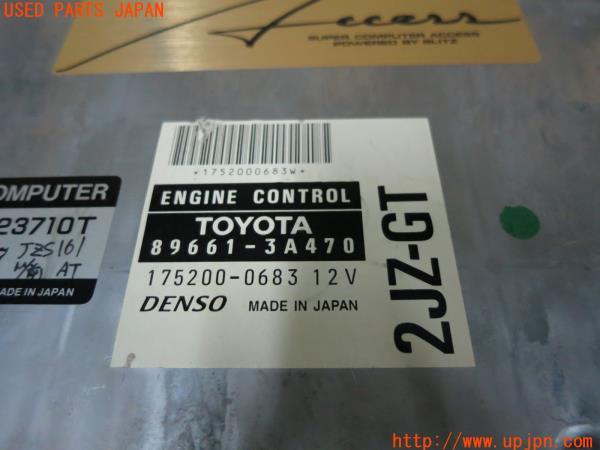 USED PARTS JAPAN
Access
SUPER COMPUTER ACCESS
POWERED BY BLITZ
*1752000683W*
ENGINE CONTROL
TOYOTA
89661-3A470
175200-0683 12V
DENSO MADE IN JAPAN
2JZ-GT
COMPUTER
23710T
JZS161
AT
MADE IN JAPAN
http://www.upjpn.com/